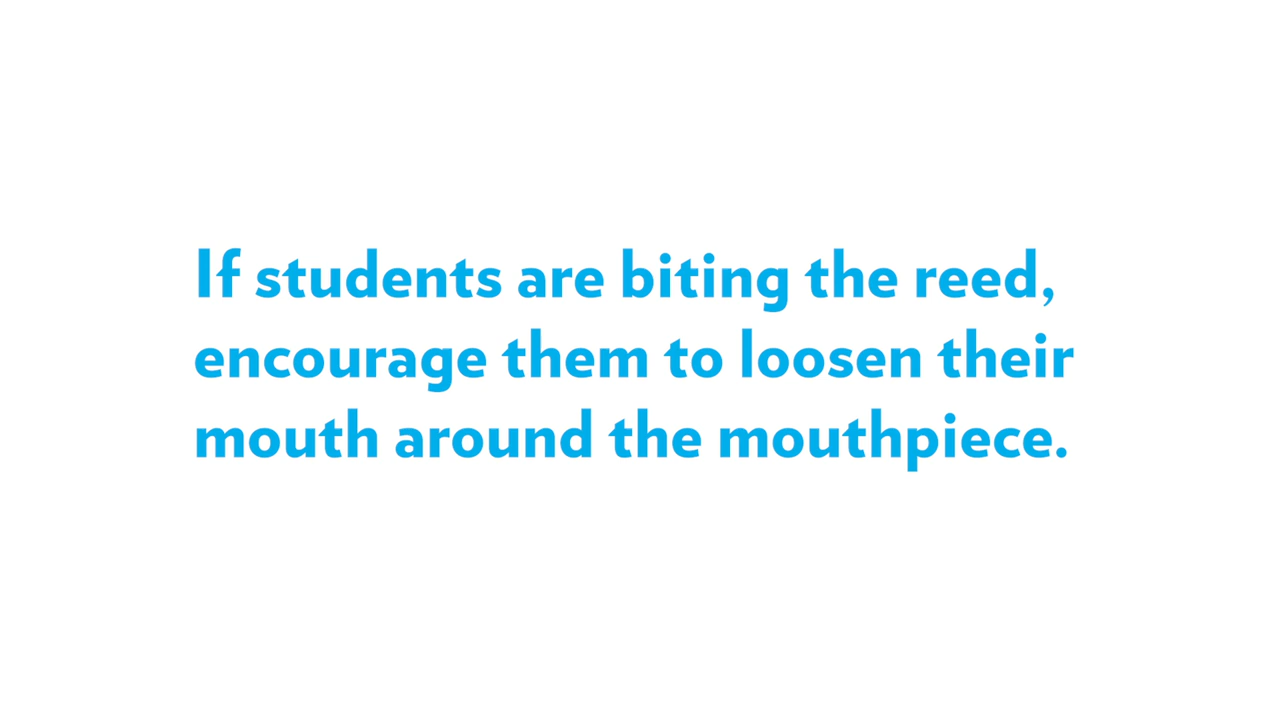 If students are biting the reed,
encourage them to loosen their
mouth around the mouthpiece.